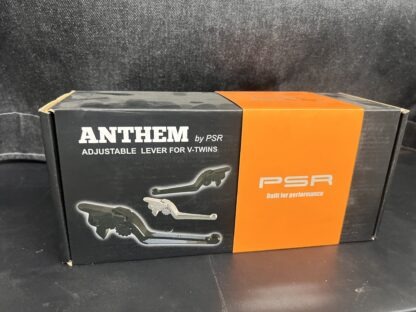 ANTHEM by PSR
ADJUSTABLE LEVER FOR V-TWINS
PSR
Built for performance